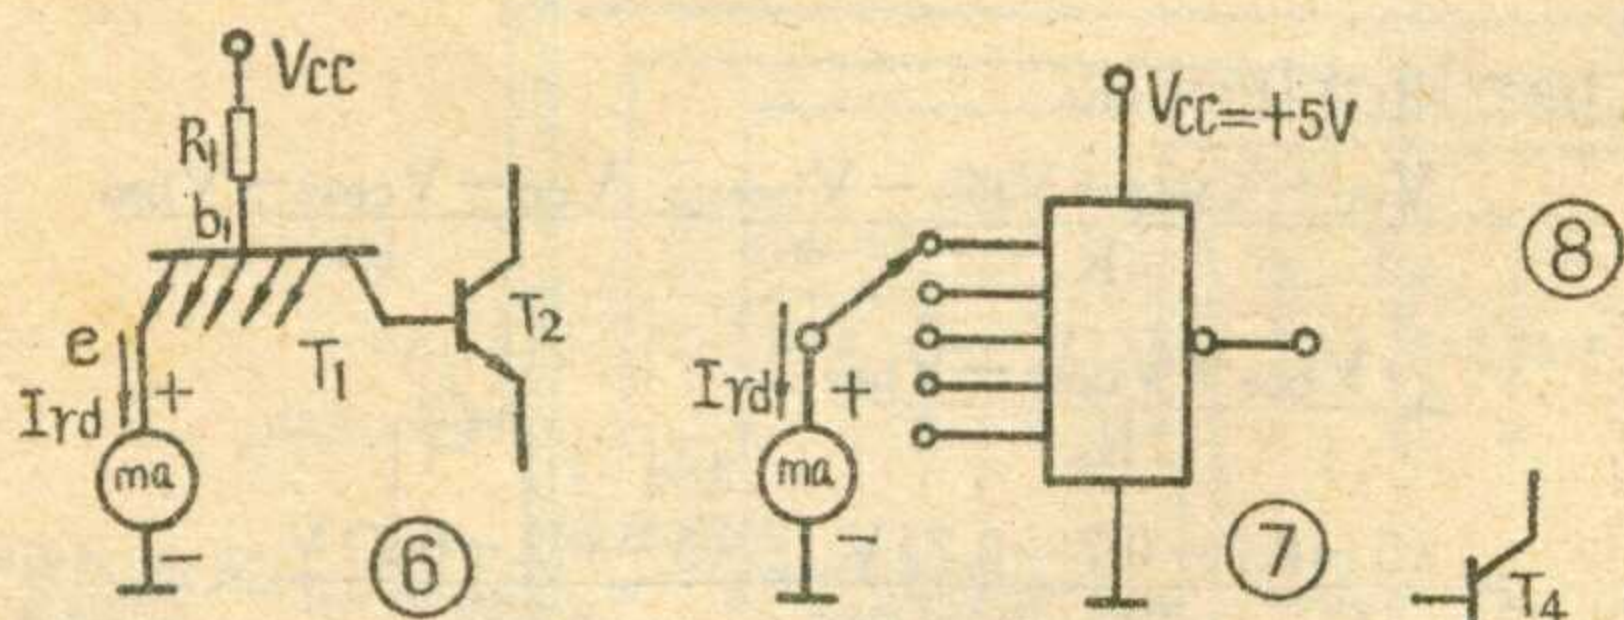 VCC
R1
b1
e
T1
T2
Ird
+
ma
-
⑥
VCC=+5V
Ird
+
ma
-
⑦
⑧
T4